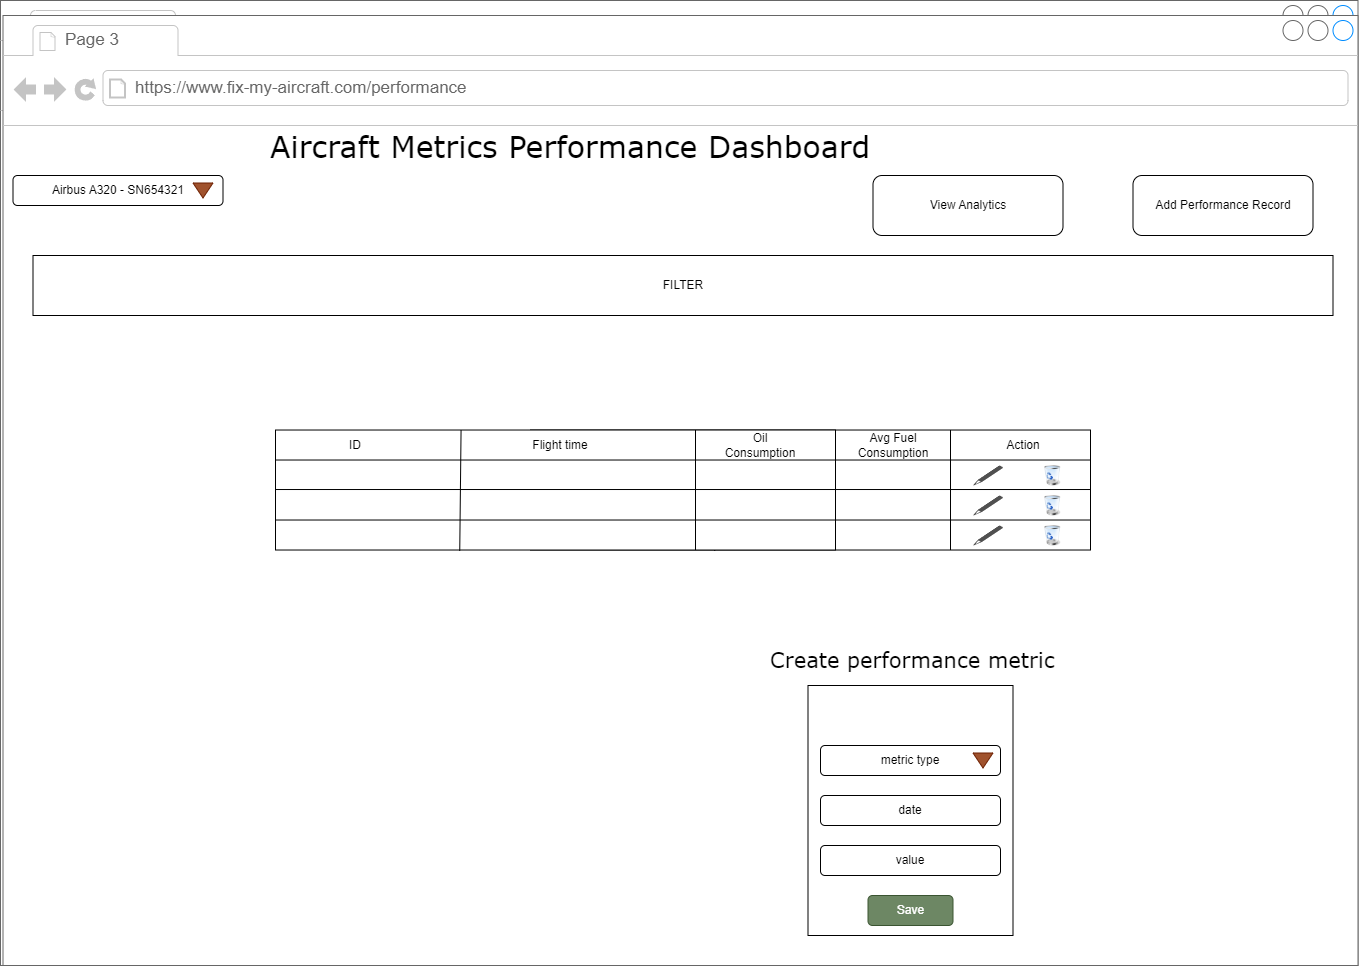 Page 3
https://www.fix-my-aircraft.com/performance
Aircraft Metrics Performance Dashboard
Airbus A320 - SN654321
View Analytics
Add Performance Record
FILTER
ID
Flight time
Oil
Consumption
Avg Fuel
Consumption
Action
Create performance metric
metric type
date
value
Save